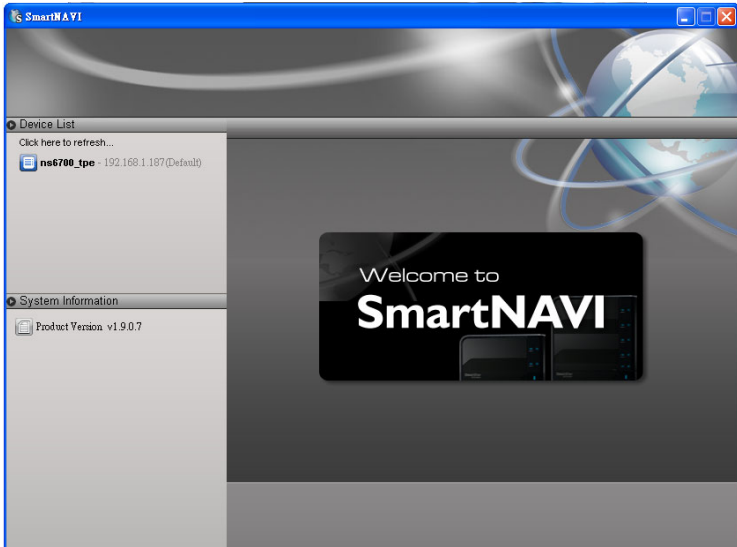 SmartNAVI
Device List
Click here to refresh...
ns6700_tpe - 192.168.1.187(Default)
System Information
Product Version v1.9.0.7
Welcome to
SmartNAVI